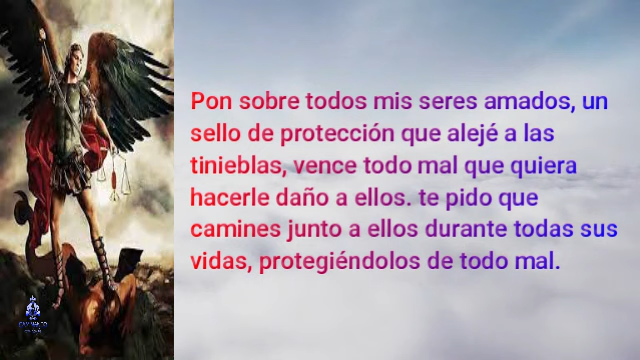 Pon sobre todos mis seres amados, un
sello de protección que alejé a las
tinieblas, vence todo mal que quiera
hacerle daño a ellos. te pido que
camines junto a ellos durante todas sus
vidas, protegiéndolos de todo mal.